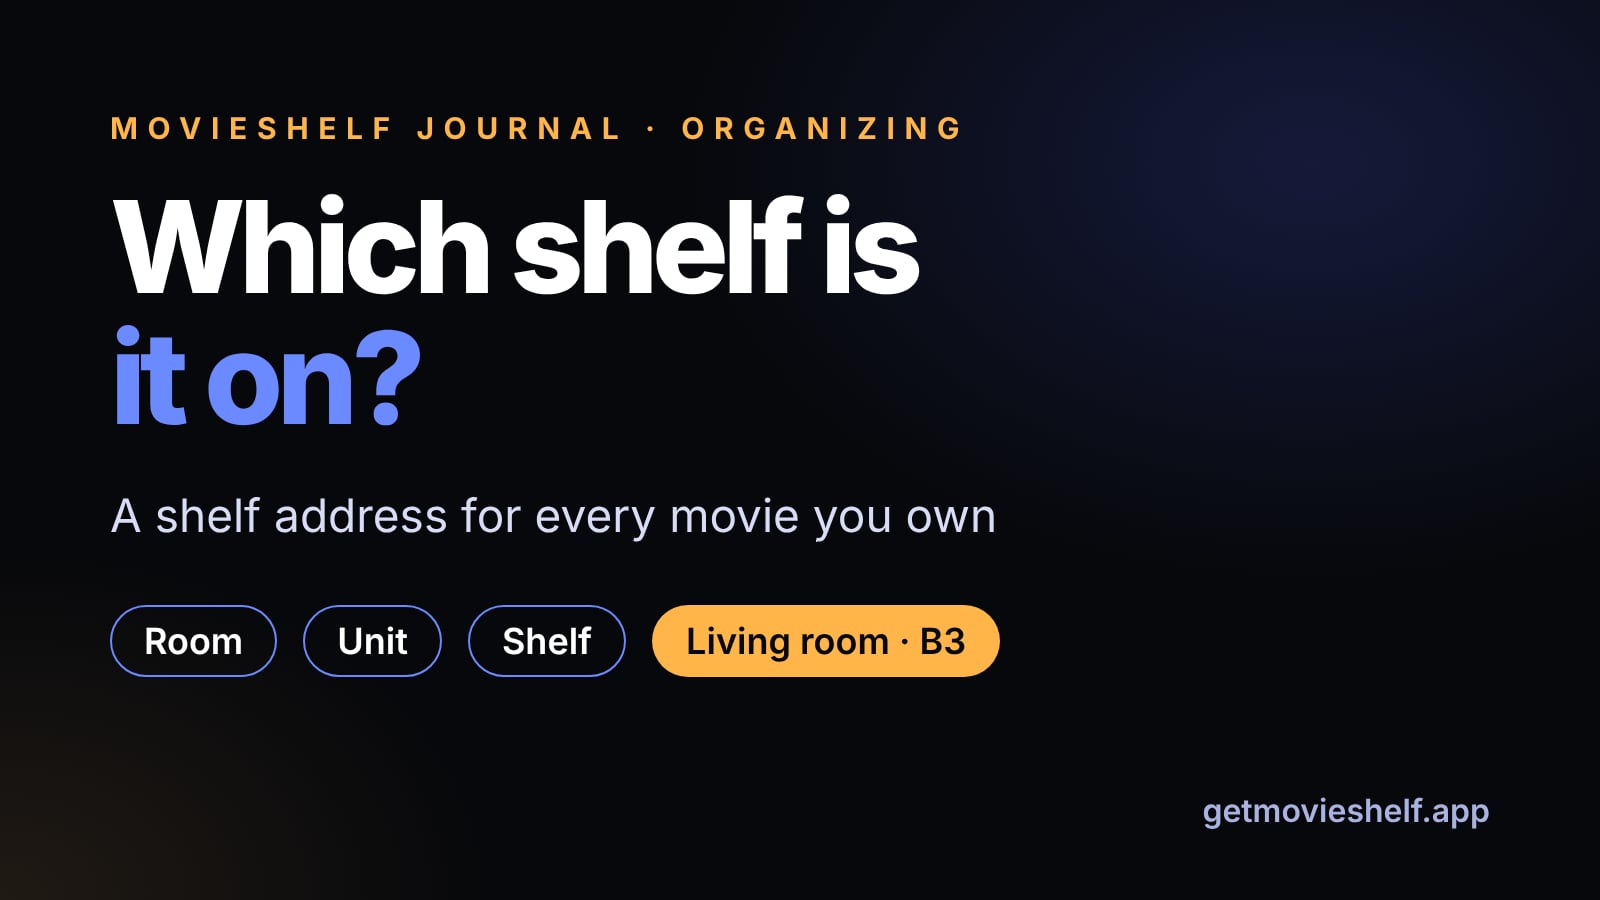 MOVIESHELF JOURNAL · ORGANIZING
Which shelf is
it on?
A shelf address for every movie you own
Room Unit Shelf Living room · B3
getmovieshelf.app